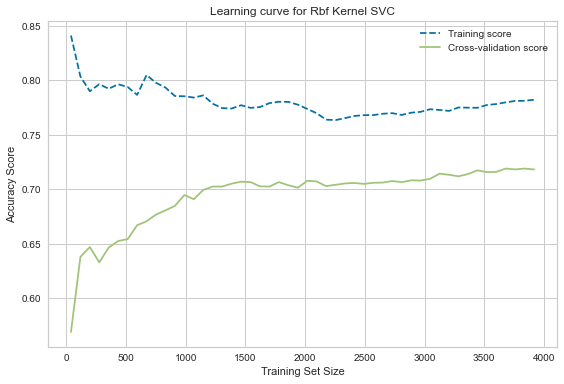 Learning curve for Rbf Kernel SVC
Training score
Cross-validation score
0.85
0.80
0.75
0.70
0.65
0.60
Accuracy Score
0 500 1000 1500 2000 2500 3000 3500 4000
Training Set Size